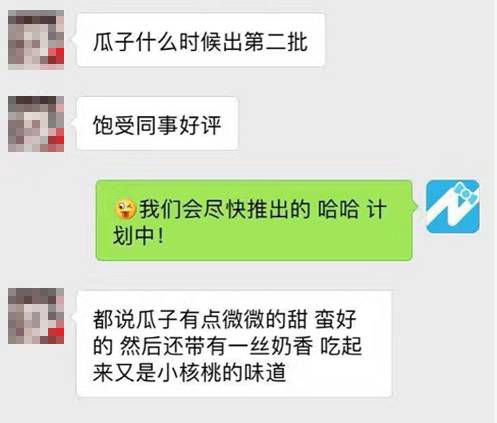 瓜子什么时候出第二批
饱受同事好评
我们会尽快推出的 哈哈 计
划中！
都说瓜子有点微微的甜 蛮好
的 然后还带有一丝奶香 吃起
来又是小核桃的味道